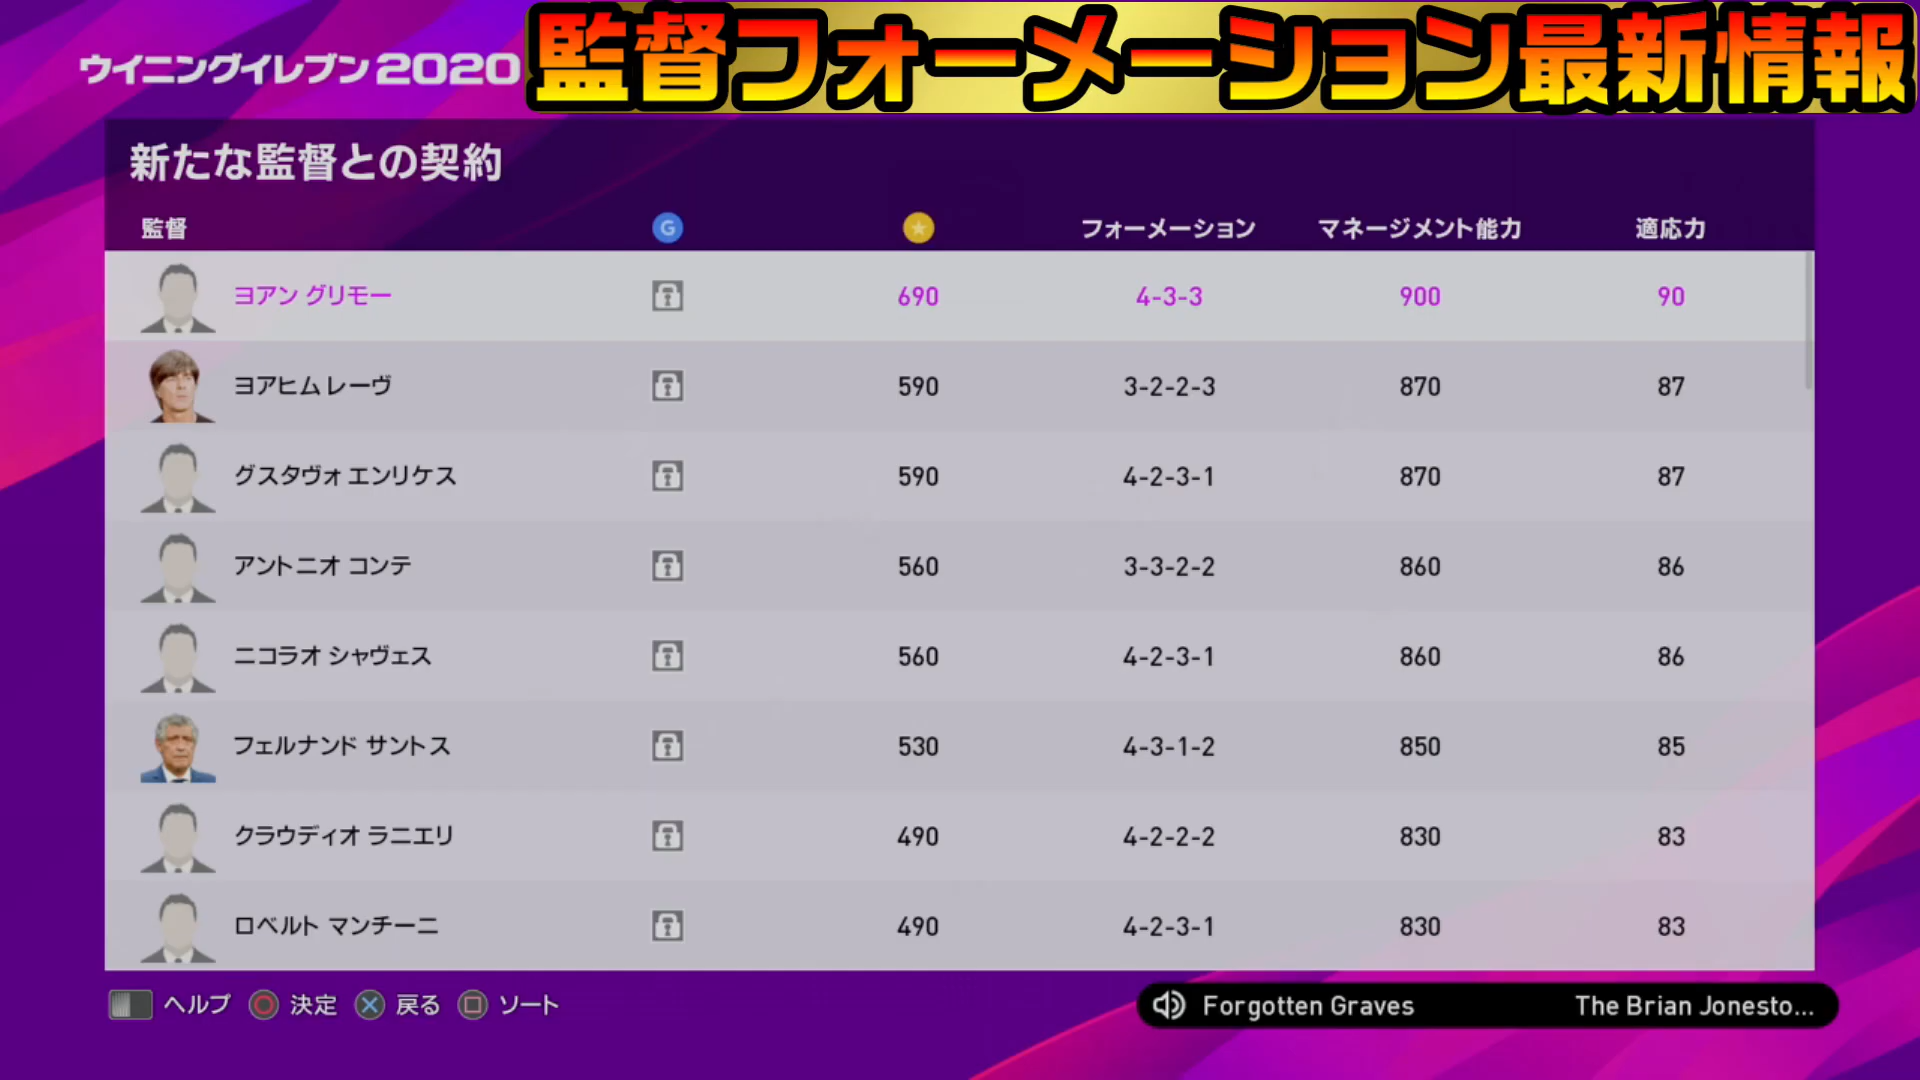 ウイニングイレブン 2020
監督フォーメーション最新情報
新たな監督との契約
監督 G フォーメーション マネージメント能力 適応力
ヨアン グリモー 690 4-3-3 900 90
ヨアヒム レーヴ 590 3-2-2-3 870 87
グスタヴォ エンリケス 590 4-2-3-1 870 87
アントニオ コンテ 560 3-3-2-2 860 86
ニコラオ シャヴェス 560 4-2-3-1 860 86
フェルナンド サントス 530 4-3-1-2 850 85
クラウディオ ラニエリ 490 4-2-2-2 830 83
ロベルト マンチーニ 490 4-2-3-1 830 83
ヘルプ 決定 戻る ソート
Forgotten Graves The Brian Jonesto...